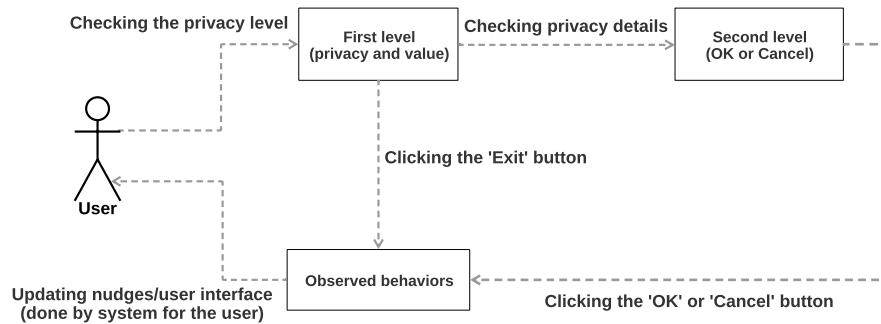 Checking the privacy level
First level
(privacy and value)
Checking privacy details
Second level
(OK or Cancel)
Clicking the 'Exit' button
User
Observed behaviors
Updating nudges/user interface
(done by system for the user)
Clicking the 'OK' or 'Cancel' button